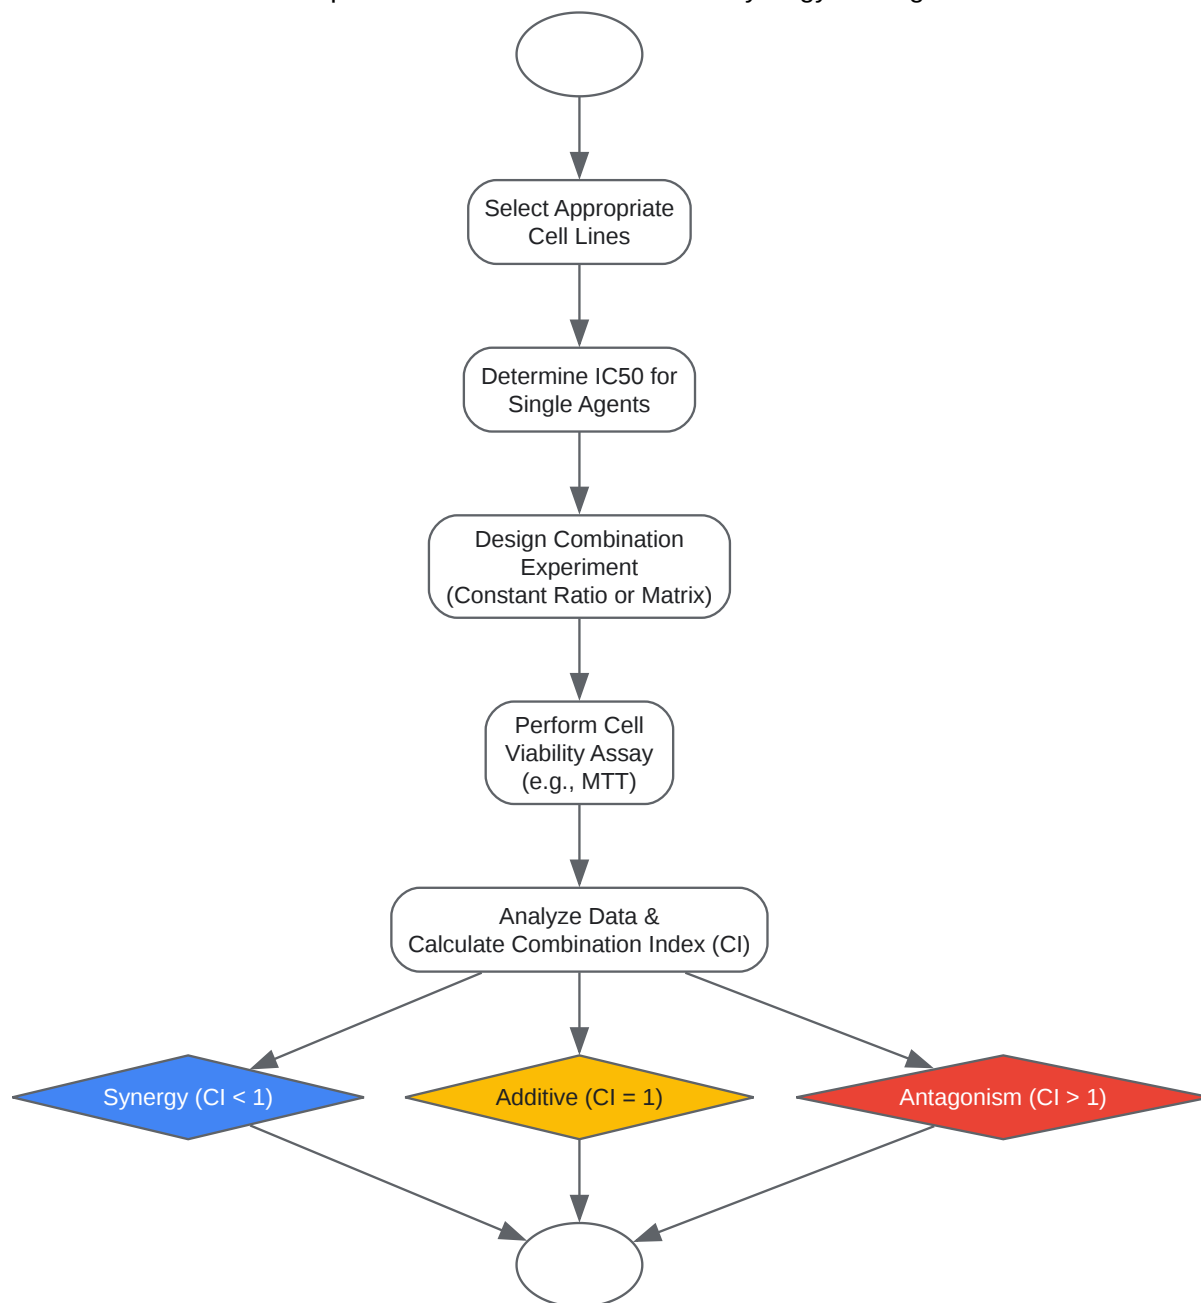 Select Appropriate
Cell Lines
Determine IC50 for
Single Agents
Design Combination
Experiment
(Constant Ratio or Matrix)
Perform Cell
Viability Assay
(e.g., MTT)
Analyze Data &
Calculate Combination Index (CI)
Synergy (CI < 1)
Additive (CI = 1)
Antagonism (CI > 1)